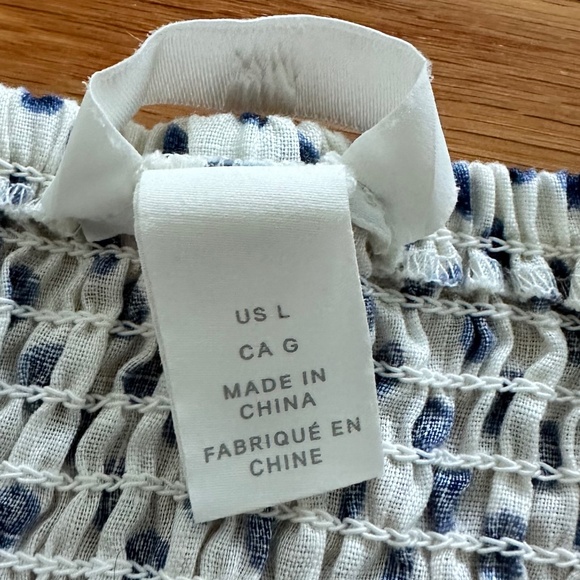 US L
CA G
MADE IN
CHINA
FABRIQUÉ EN
CHINE